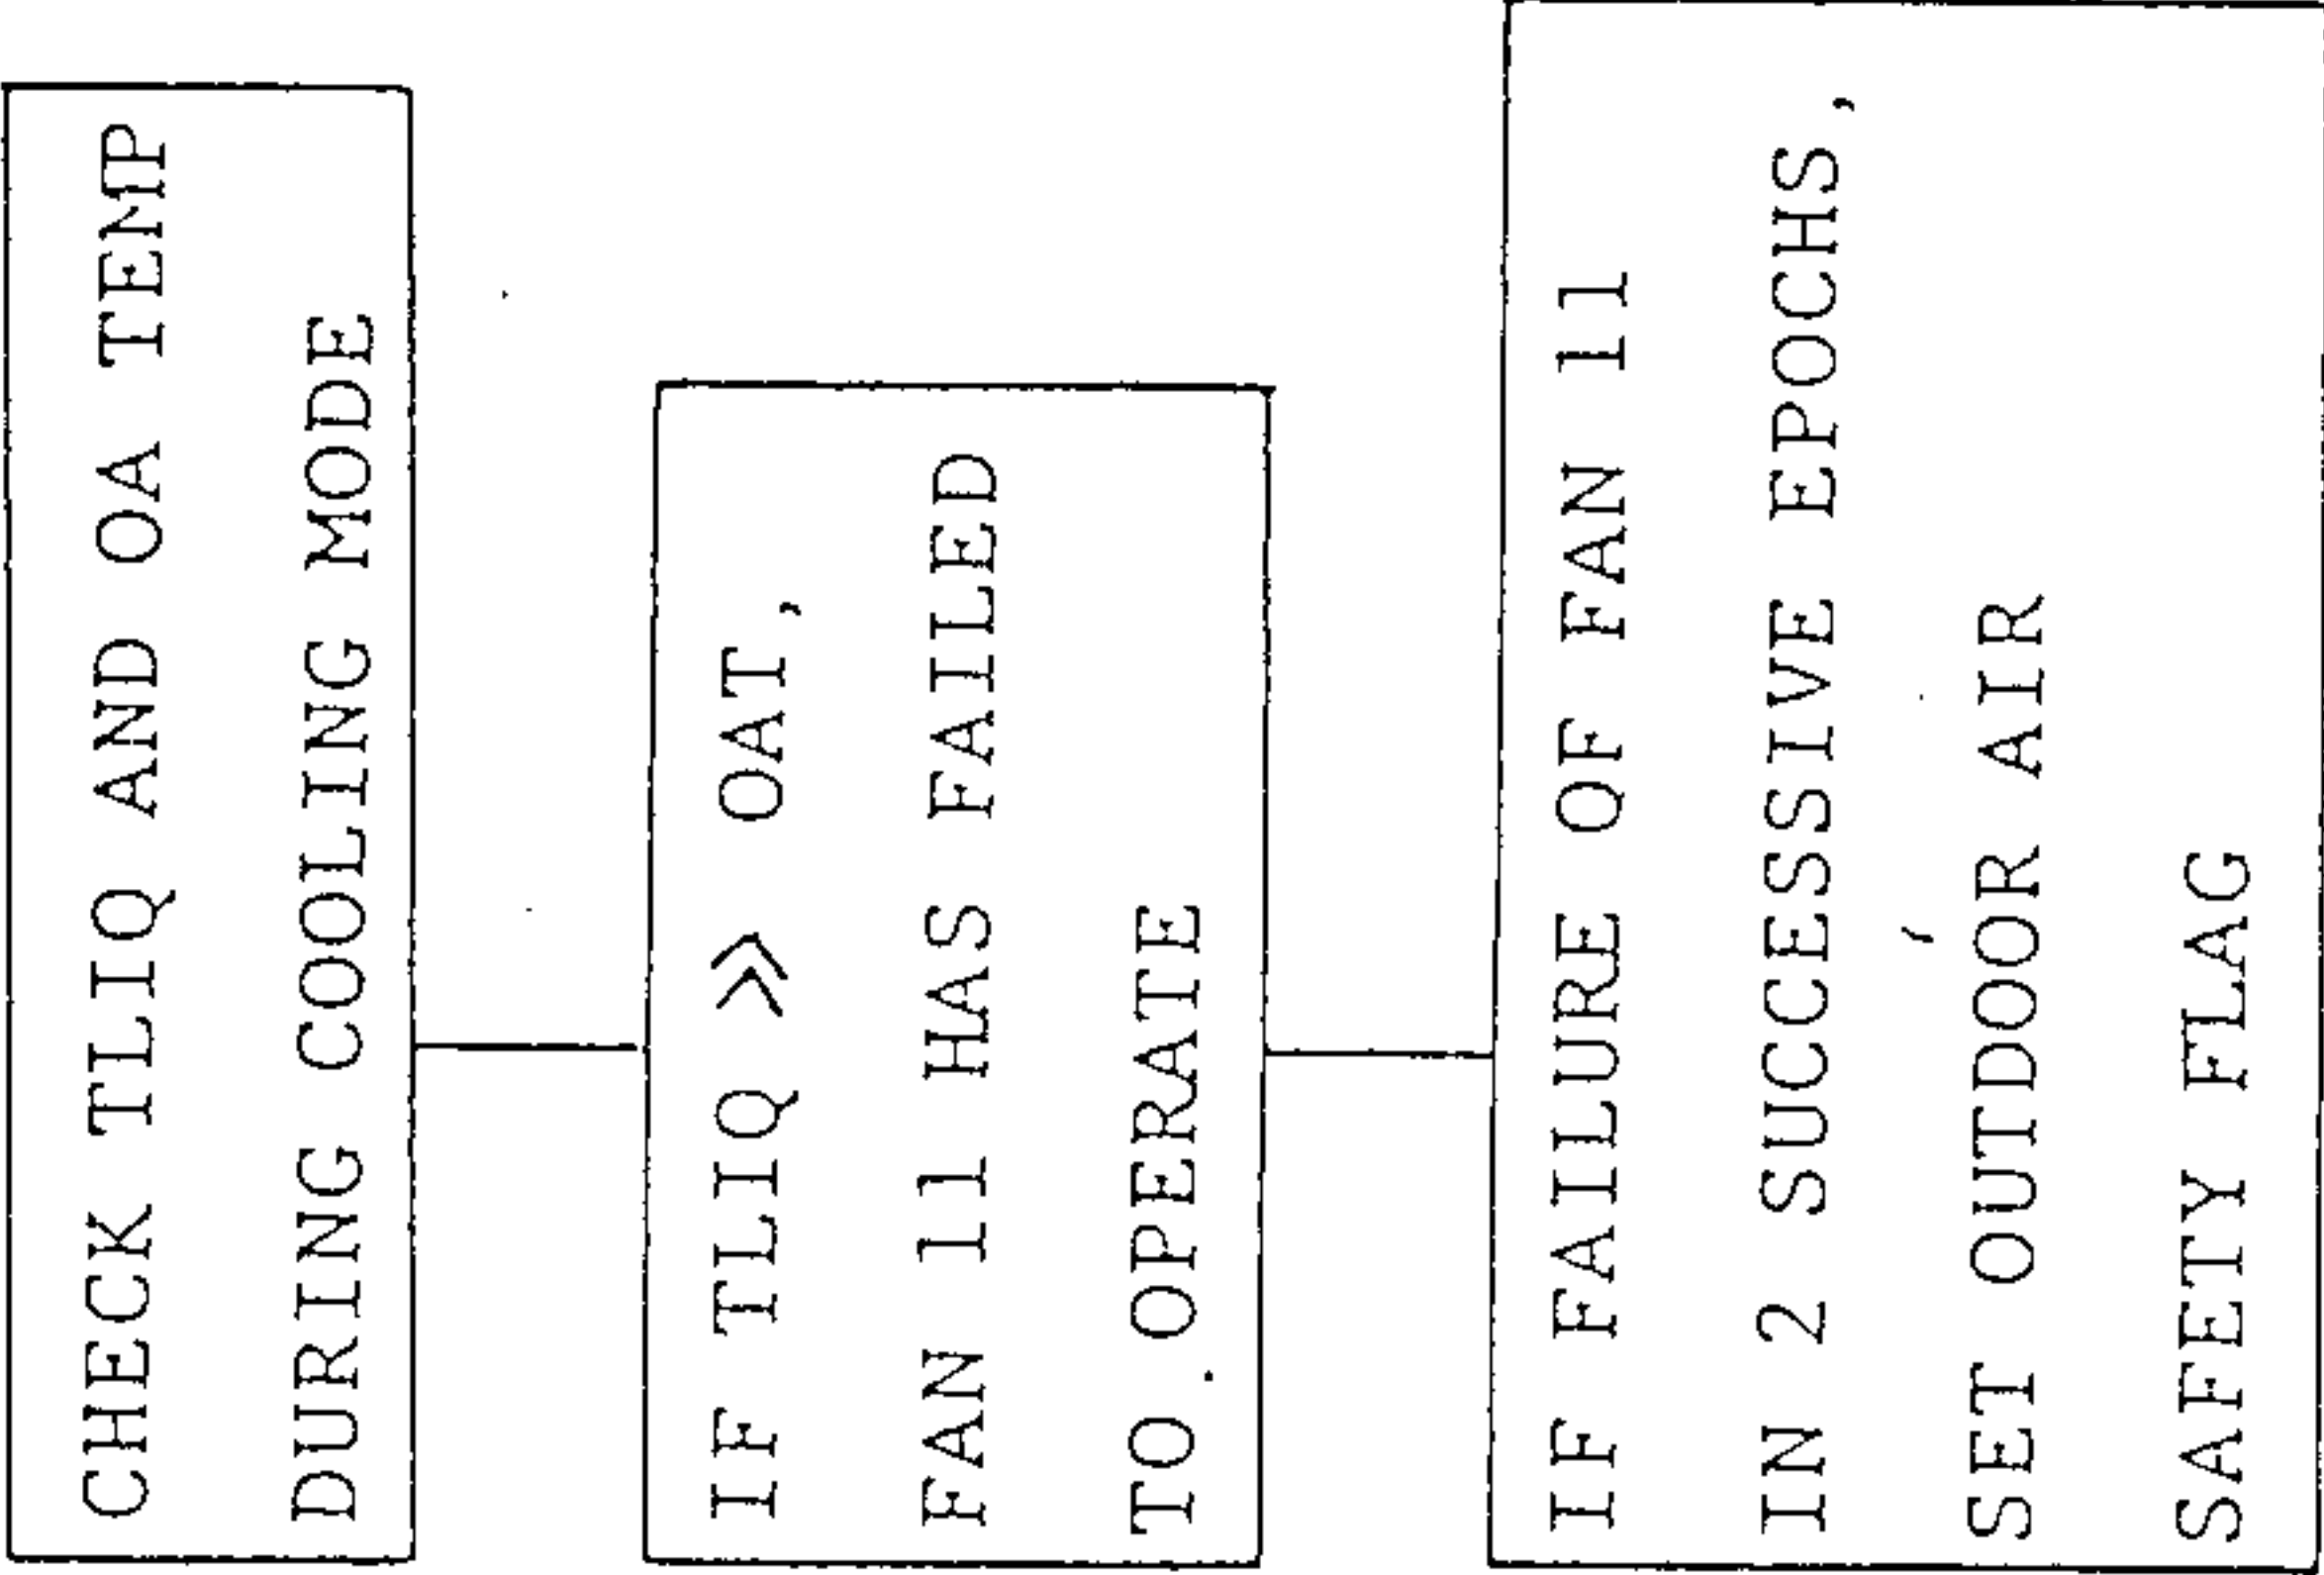 CHECK TLIQ AND OA TEMP
DURING COOLING MODE
IF TLIQ >> OAT,
FAN 11 HAS FAILED
TO OPERATE
IF FAILURE OF FAN 11
IN 2 SUCCESSIVE EPOCHS,
SET OUTDOOR AIR
SAFETY FLAG